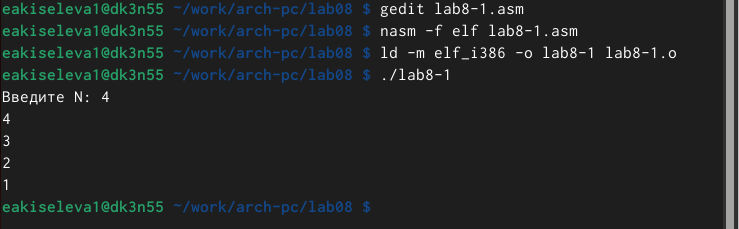 eakiseleva1@dk3n55 ~/work/arch-pc/lab08 $ gedit lab8-1.asm
eakiseleva1@dk3n55 ~/work/arch-pc/lab08 $ nasm -f elf lab8-1.asm
eakiseleva1@dk3n55 ~/work/arch-pc/lab08 $ ld -m elf_i386 -o lab8-1 lab8-1.o
eakiseleva1@dk3n55 ~/work/arch-pc/lab08 $ ./lab8-1
Введите N: 4
4
3
2
1
eakiseleva1@dk3n55 ~/work/arch-pc/lab08 $